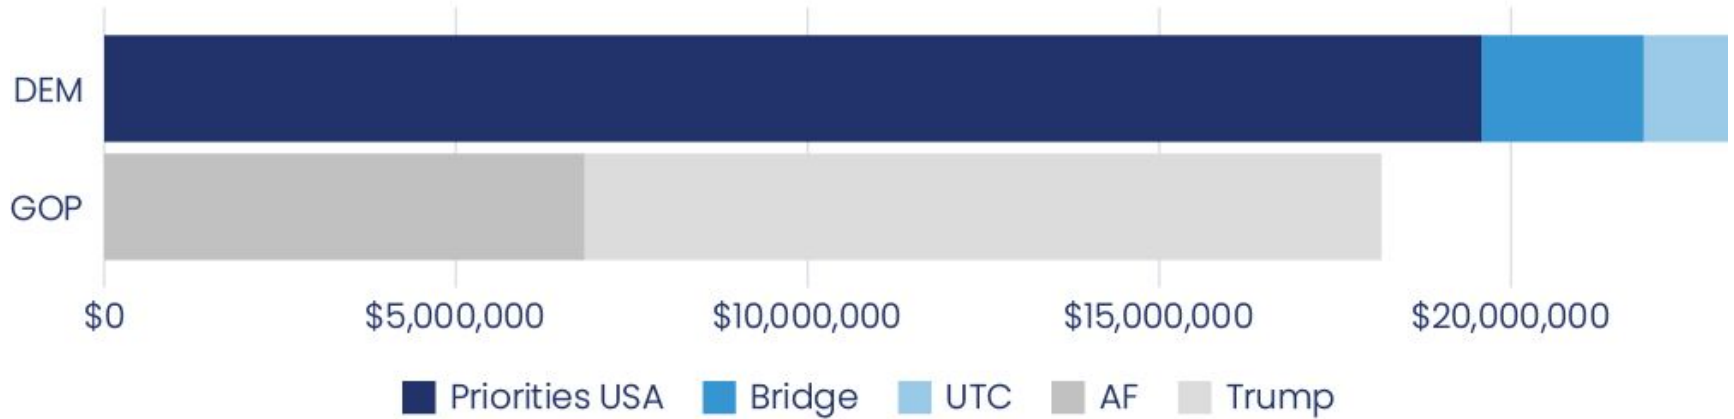 DEM
GOP
$0 $5,000,000 $10,000,000 $15,000,000 $20,000,000
Priorities USA Bridge UTC AF Trump